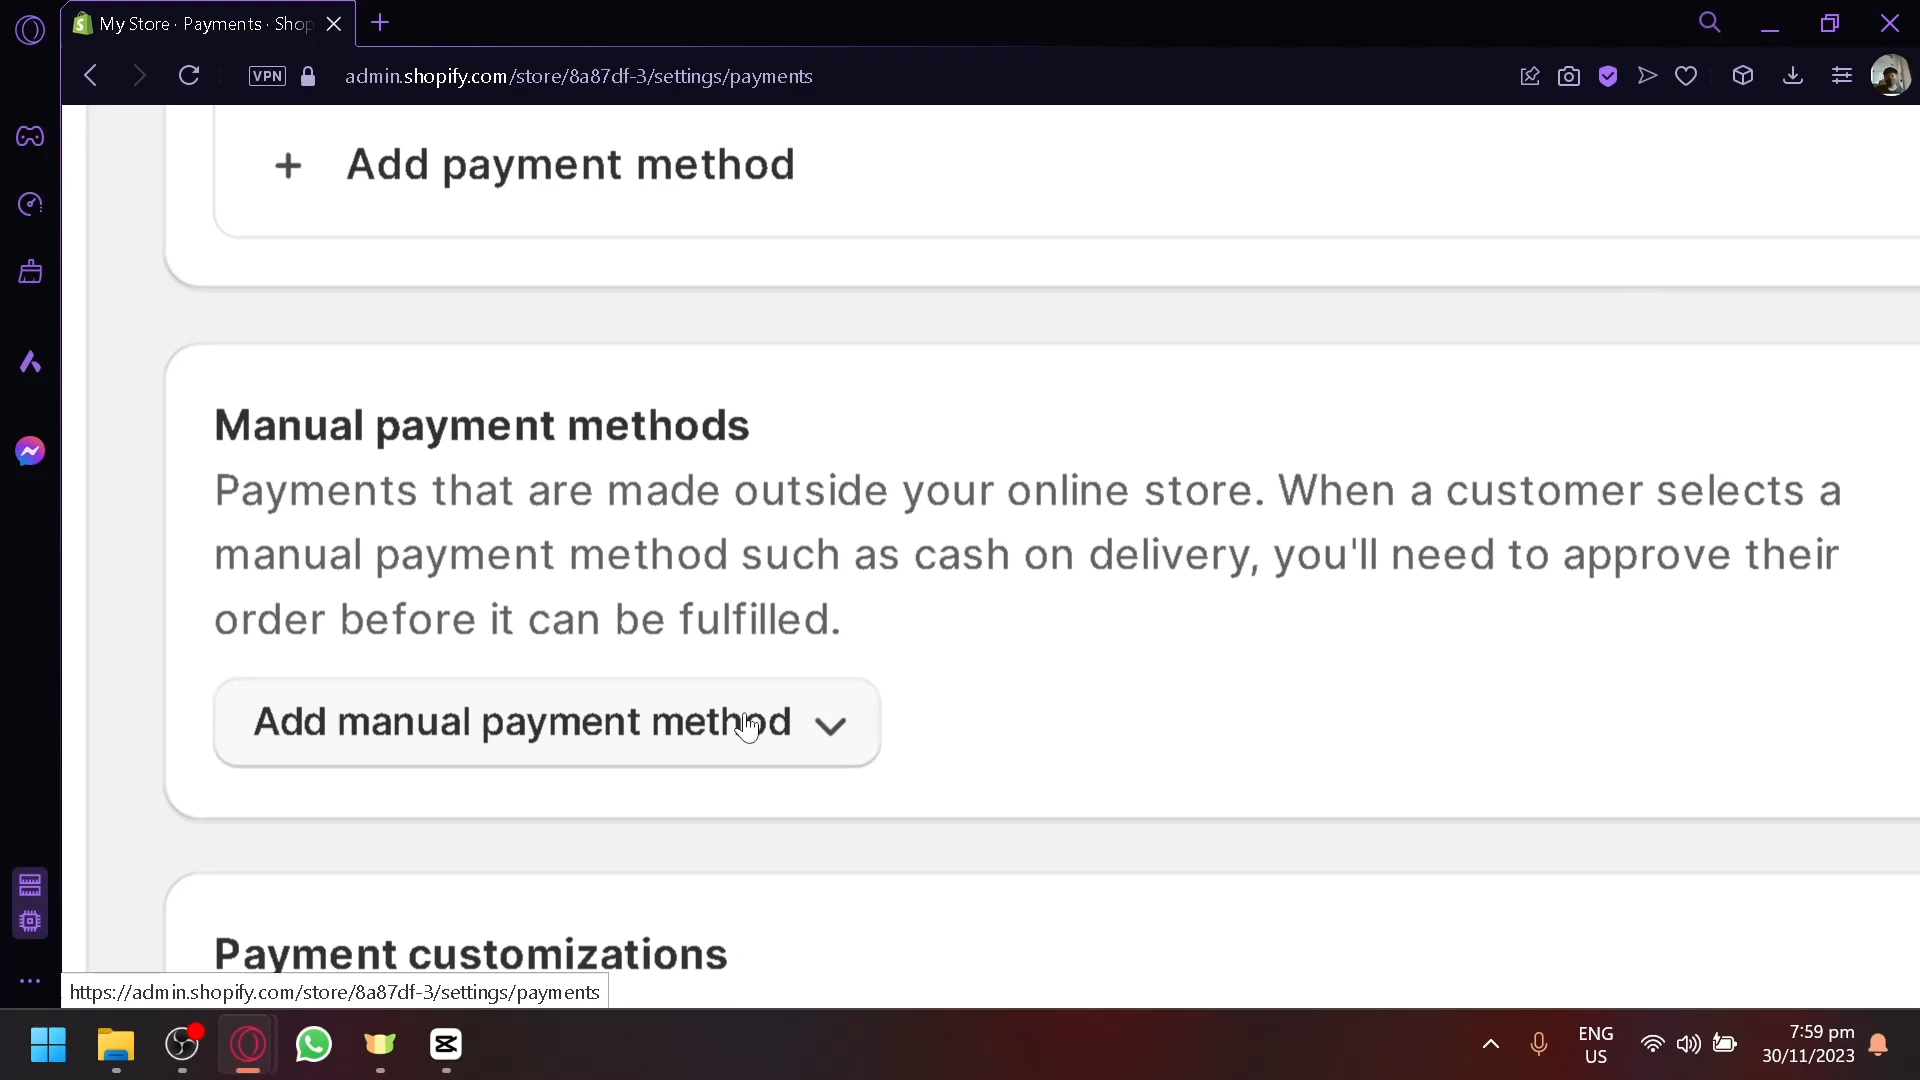 My Store · Payments · Shop
VPN
admin.shopify.com/store/8a87df-3/settings/payments
+ Add payment method
Manual payment methods
Payments that are made outside your online store. When a customer selects a
manual payment method such as cash on delivery, you'll need to approve their
order before it can be fulfilled.
Add manual payment method
Payment customizations
https://admin.shopify.com/store/8a87df-3/settings/payments
ENG
US
7:59 pm
30/11/2023